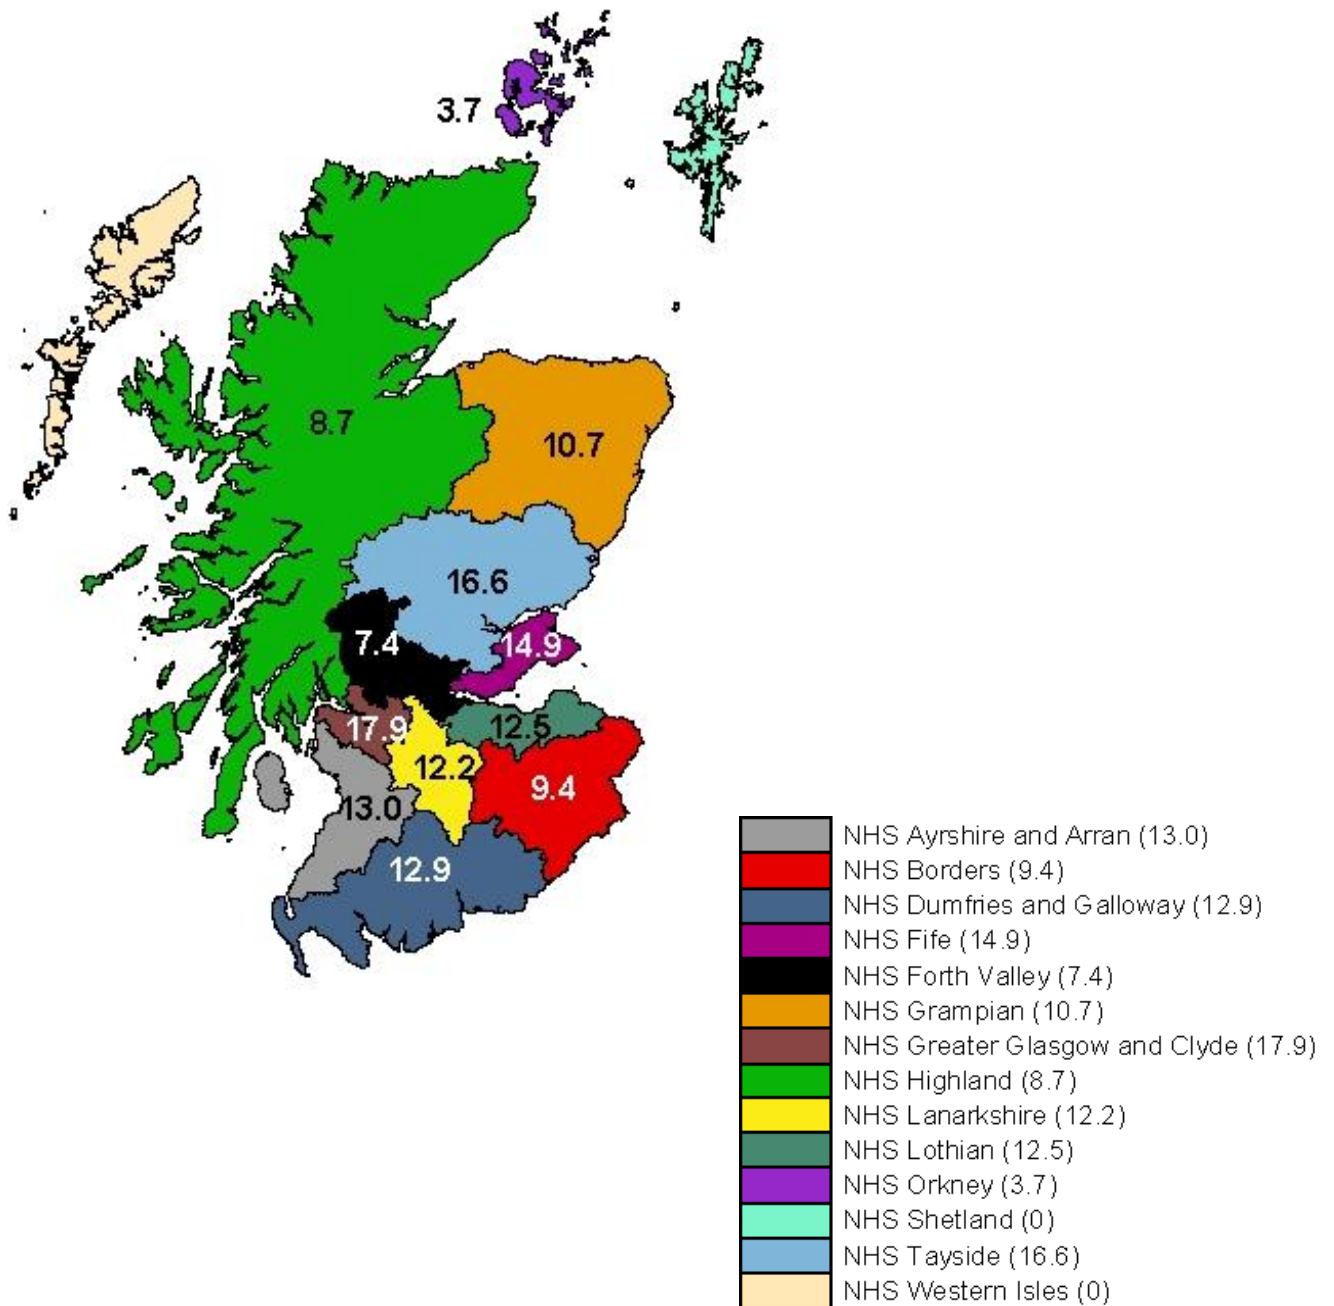 3.7
8.7
10.7
16.6
7.4
14.9
17.9
12.5
12.2
9.4
13.0
12.9
NHS Ayrshire and Arran (13.0)
NHS Borders (9.4)
NHS Dumfries and Galloway (12.9)
NHS Fife (14.9)
NHS Forth Valley (7.4)
NHS Grampian (10.7)
NHS Greater Glasgow and Clyde (17.9)
NHS Highland (8.7)
NHS Lanarkshire (12.2)
NHS Lothian (12.5)
NHS Orkney (3.7)
NHS Shetland (0)
NHS Tayside (16.6)
NHS Western Isles (0)